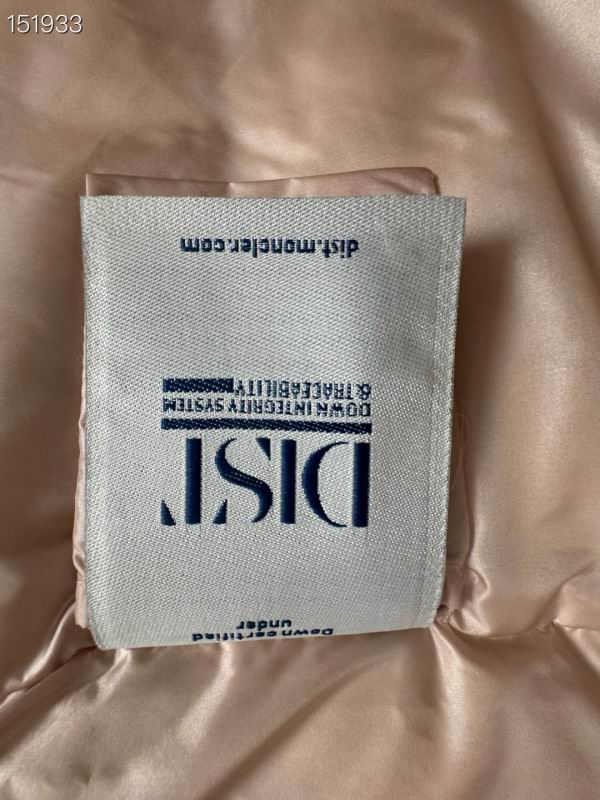 151933
Down certified
under
DIST
DOWN INTEGRITY SYSTEM
& TRACEABILITY
dist.moncler.com